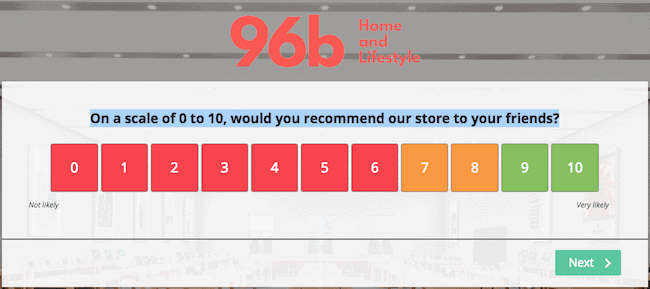 96b
Home
and
Lifestyle
On a scale of 0 to 10, would you recommend our store to your friends?
0 1 2 3 4 5 6 7 8 9 10
Not likely Very likely
Next